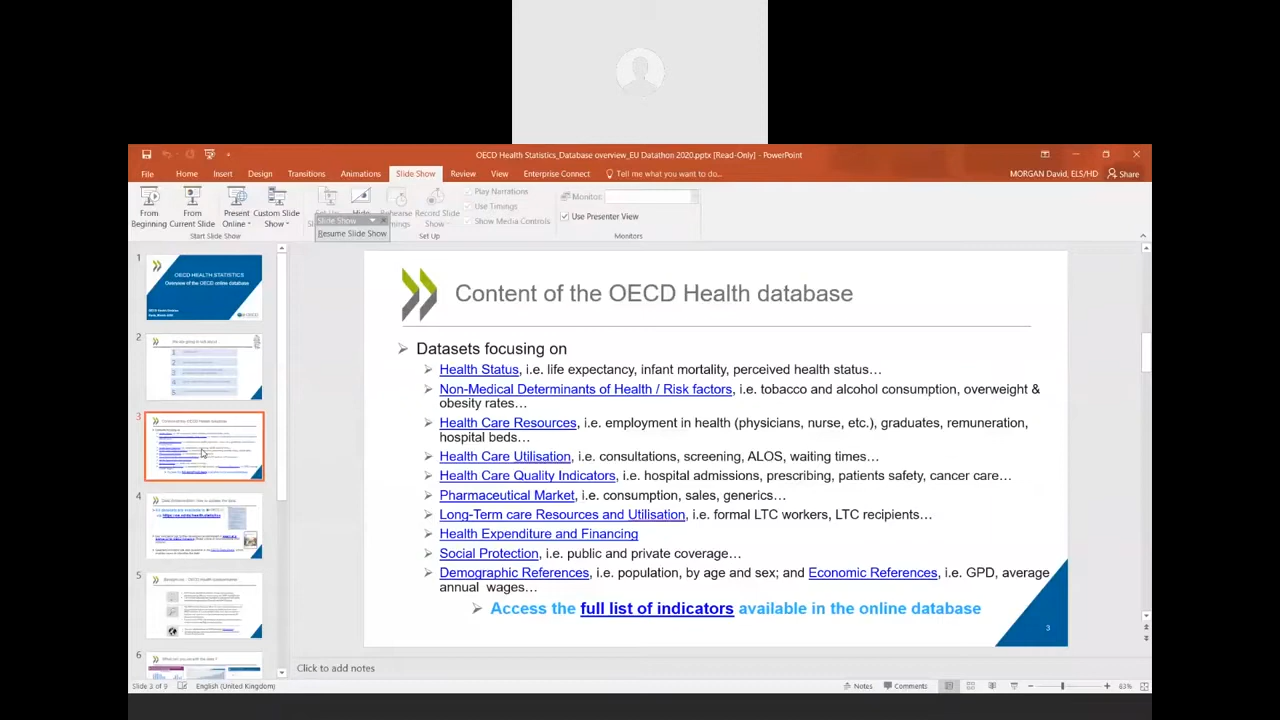 OECD Health Statistics_Database overview_EU Datathon 2020.pptx [Read-Only] - PowerPoint
File Home Insert Design Transitions Animations Slide Show Review View Enterprise Connect Tell me what you want to do... MORGAN David, ELS/HD Share
From Beginning
From Current Slide
Present Online
Custom Slide Show
Start Slide Show
Hide
Record Slide Show
Play Narrations
Use Timings
Show Media Controls
Set Up
Monitor:
Use Presenter View
Monitors
Slide Show
Resume Slide Show
1
OECD HEALTH STATISTICS
Overview of the OECD online database
2
3
4
5
6
Content of the OECD Health database
Datasets focusing on
Health Status, i.e. life expectancy, infant mortality, perceived health status…
Non-Medical Determinants of Health / Risk factors, i.e. tobacco and alcohol consumption, overweight &
obesity rates…
Health Care Resources, i.e. employment in health (physicians, nurse, etc), graduates, remuneration,
hospital beds…
Health Care Utilisation, i.e. consultations, screening, ALOS, waiting times…
Health Care Quality Indicators, i.e. hospital admissions, prescribing, patients safety, cancer care…
Pharmaceutical Market, i.e. consumption, sales, generics…
Long-Term care Resources and Utilisation, i.e. formal LTC workers, LTC recipients…
Health Expenditure and Financing
Social Protection, i.e. public and private coverage…
Demographic References, i.e. population, by age and sex; and Economic References, i.e. GPD, average
annual wages…
Access the full list of indicators available in the online database
3
Click to add notes
Slide 3 of 9 English (United Kingdom) Notes Comments 83%